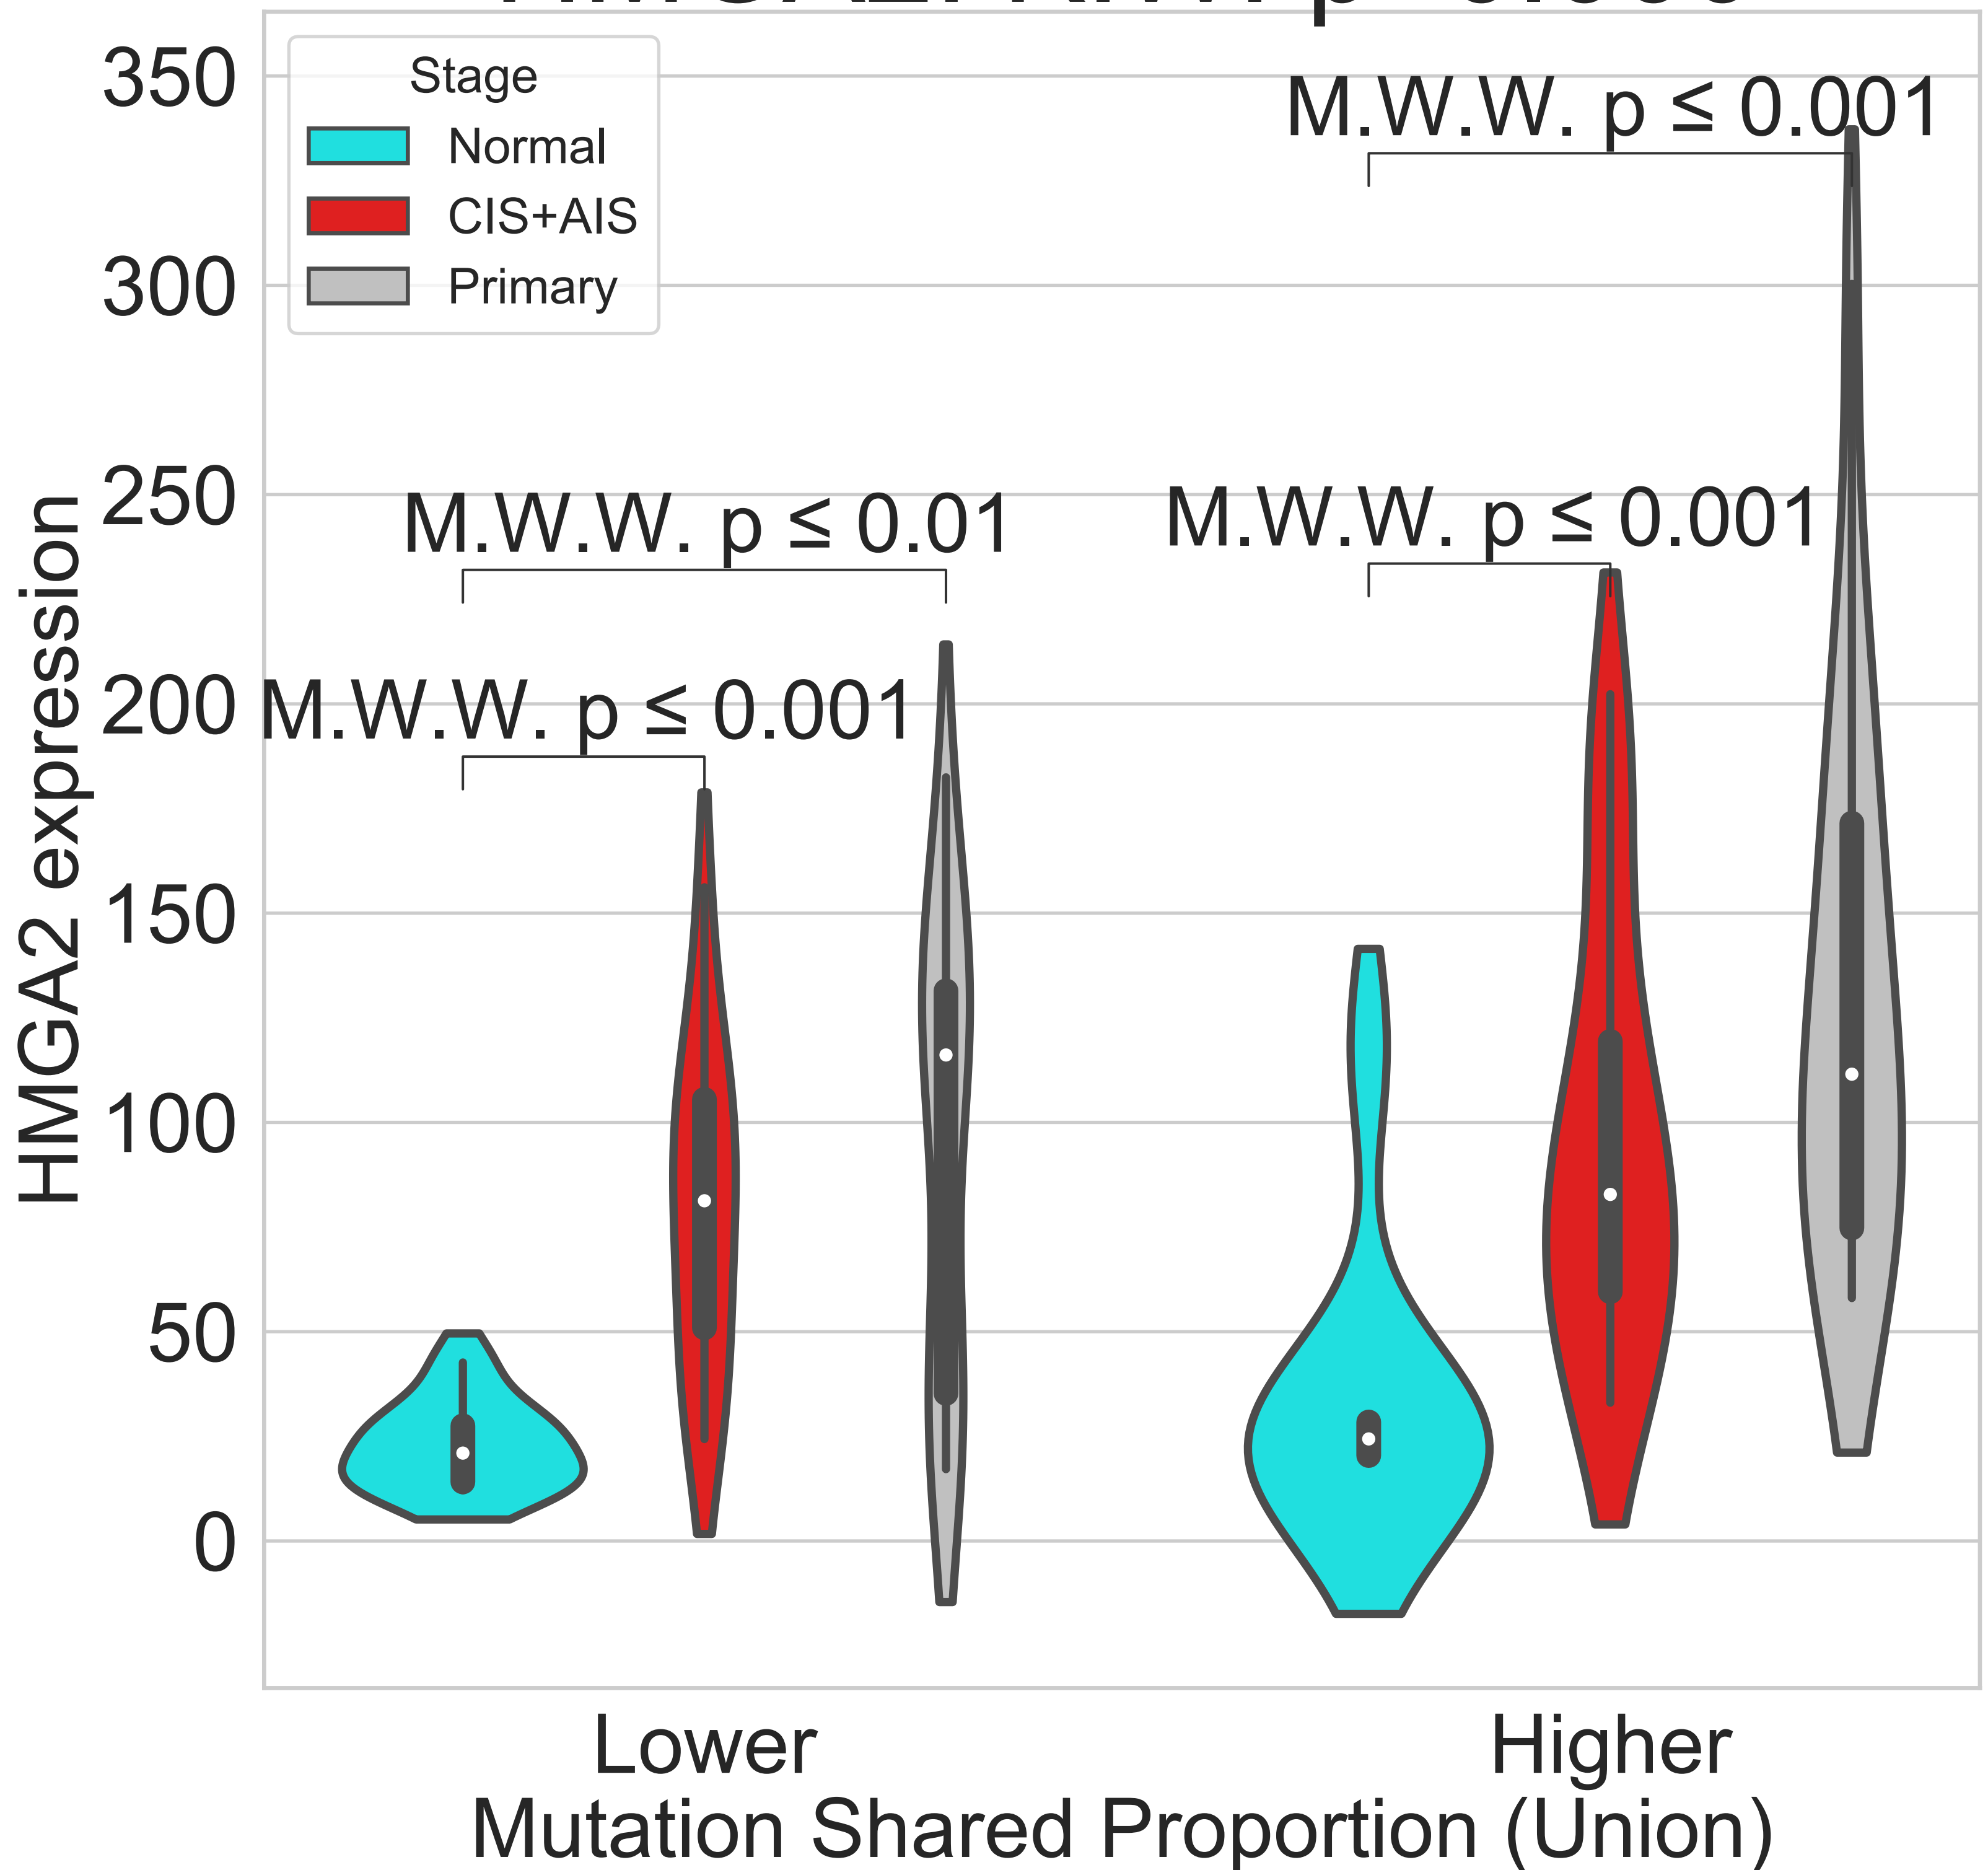 350
300
250
200
150
100
50
0
HMGA2 expression
Stage
Normal
CIS+AIS
Primary
M.W.W. p ≤ 0.001
M.W.W. p ≤ 0.01
M.W.W. p ≤ 0.001
M.W.W. p ≤ 0.001
Lower
Higher
Mutation Shared Proportion (Union)